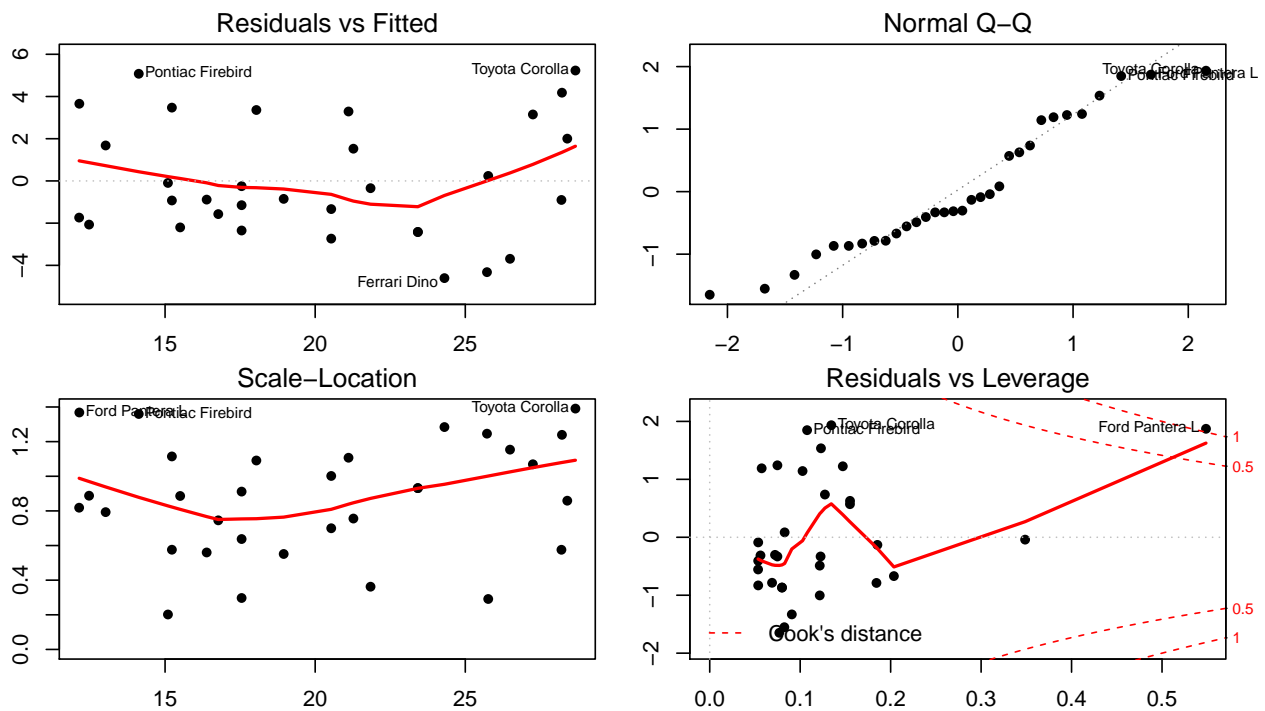 Residuals vs Fitted
6
4
2
0
−4
15
20
25
Pontiac Firebird
Toyota Corolla
Ferrari Dino
Normal Q−Q
2
1
0
−1
−2
−1
0
1
2
Toyota Corolla
Ford Pantera L
Pontiac Firebird
Scale−Location
1.2
0.8
0.4
0.0
15
20
25
Ford Pantera L
Pontiac Firebird
Toyota Corolla
Residuals vs Leverage
2
1
0
−1
−2
0.0
0.1
0.2
0.3
0.4
0.5
Toyota Corolla
Pontiac Firebird
Ford Pantera L
1
0.5
0.5
1
Cook's distance